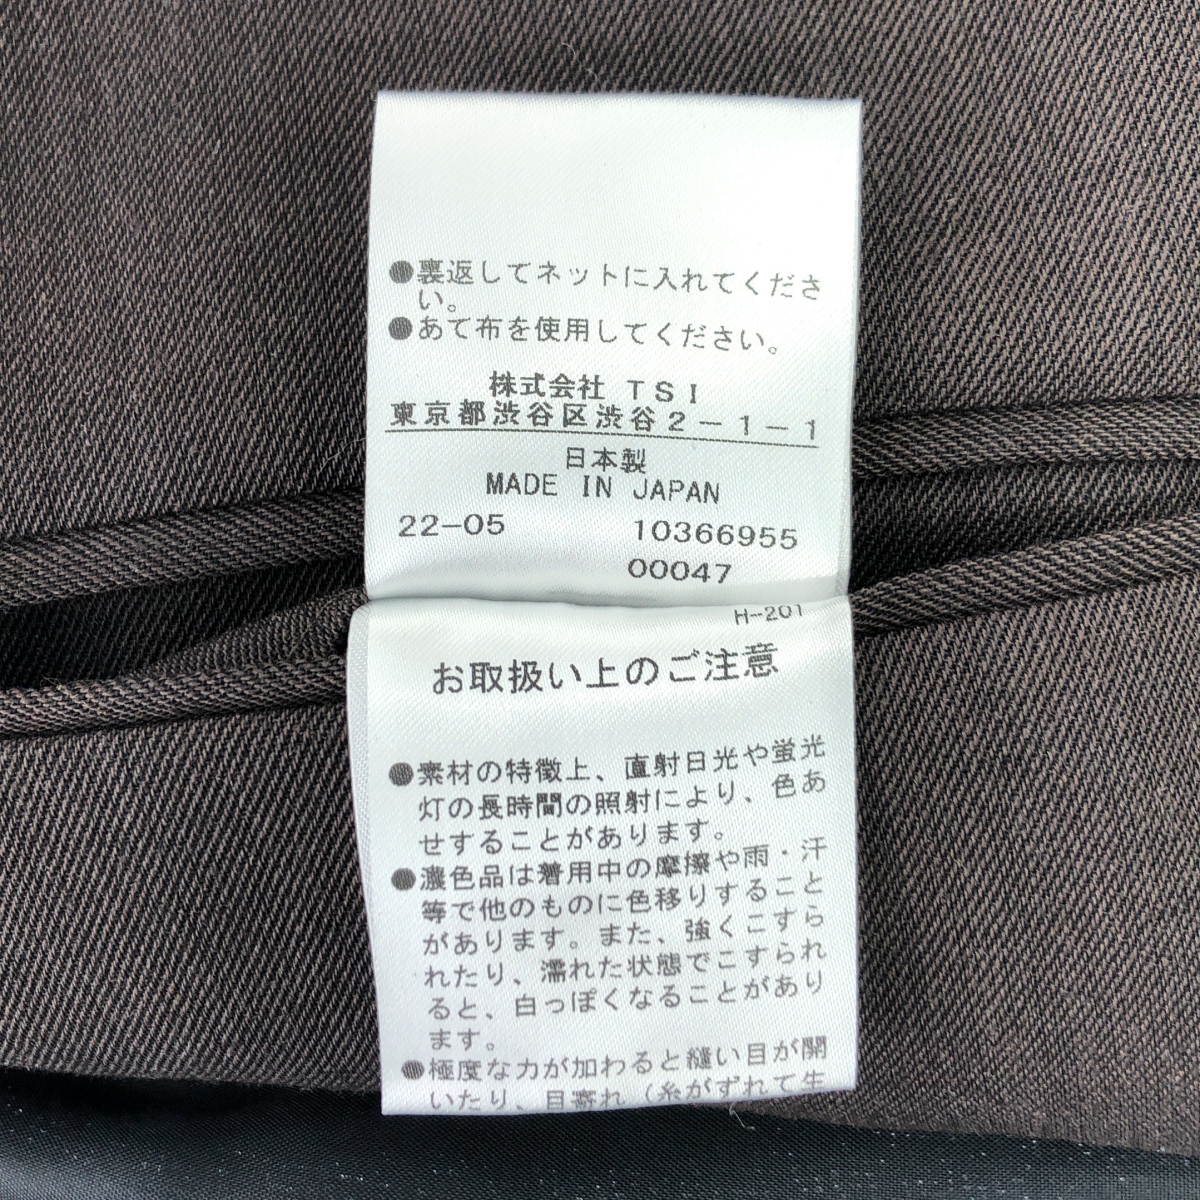 ●裏返してネットに入れてくださ
い。
●あて布を使用してください。
株式会社 TSI
東京都渋谷区渋谷2-1-1
日本製
MADE IN JAPAN
22-05 10366955
00047
H-201
お取扱い上のご注意
●素材の特徴上、直射日光や蛍光
灯の長時間の照射により、色あ
せすることがあります。
●濃色品は着用中の摩擦や雨・汗
等で他のものに色移りすること
があります。また、強くこすら
れたり、濡れた状態でこすられ
ると、白っぽくなることがあり
ます。
●極度な力が加わると縫い目が開
いたり、目寄れ(糸がずれて生